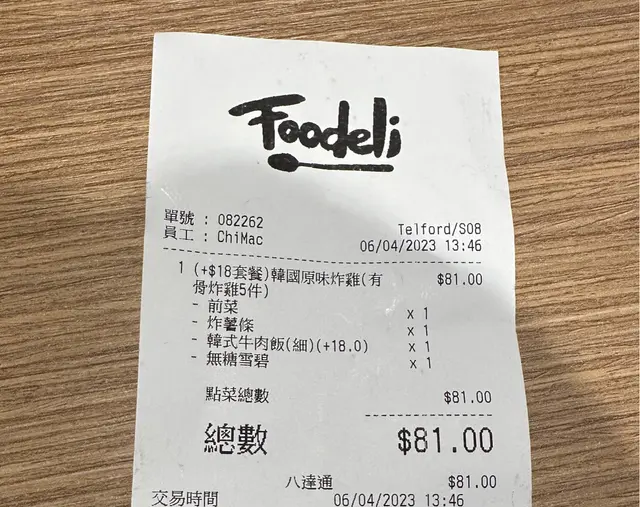 Foodeli
單號 : 082262
員工 : ChiMac
Telford/S08
06/04/2023 13:46
1 (+$18套餐)韓國原味炸雞(有 $81.00
骨炸雞5件)
- 前菜 x 1
- 炸薯條 x 1
- 韓式牛肉飯(細)(+18.0) x 1
- 無糖雪碧 x 1
點菜總數 $81.00
總數 $81.00
八達通 $81.00
交易時間 06/04/2023 13:46